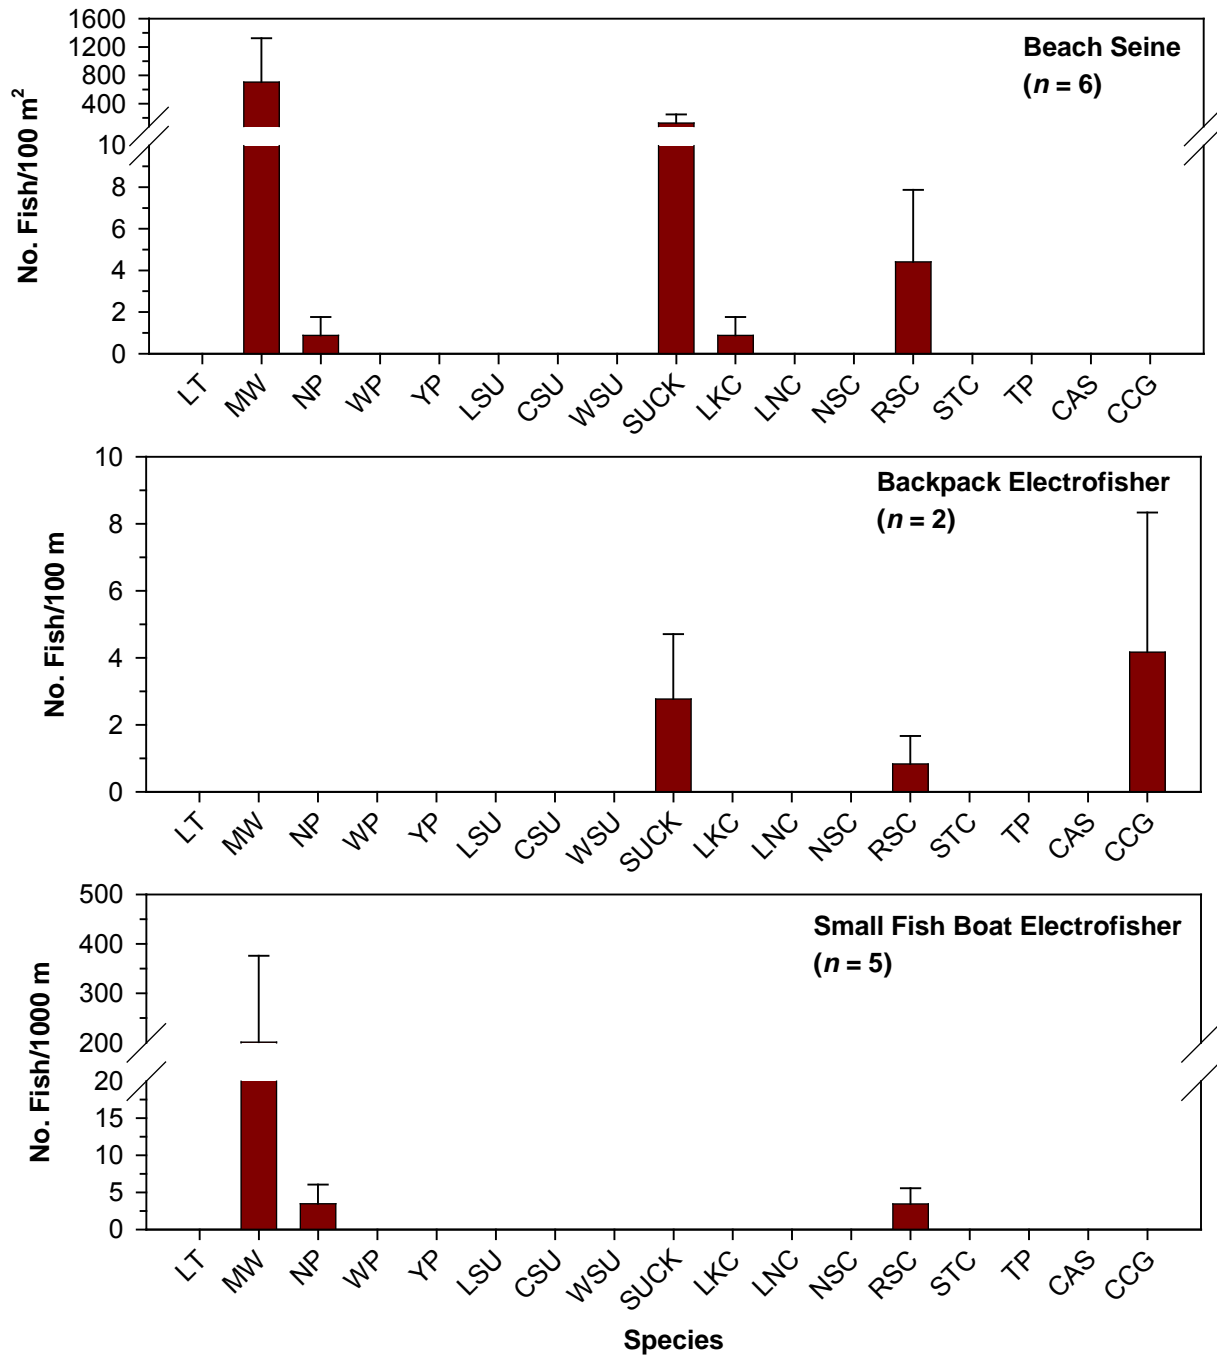 1600
1200
800
400
10
8
6
4
2
0
No. Fish/100 m²
Beach Seine
(n = 6)
LT MW NP WP YP LSU CSU WSU SUCK LKC LNC NSC RSC STC TP CAS CCG
10
8
6
4
2
0
No. Fish/100 m
Backpack Electrofisher
(n = 2)
LT MW NP WP YP LSU CSU WSU SUCK LKC LNC NSC RSC STC TP CAS CCG
500
400
300
200
20
15
10
5
0
No. Fish/1000 m
Small Fish Boat Electrofisher
(n = 5)
LT MW NP WP YP LSU CSU WSU SUCK LKC LNC NSC RSC STC TP CAS CCG
Species